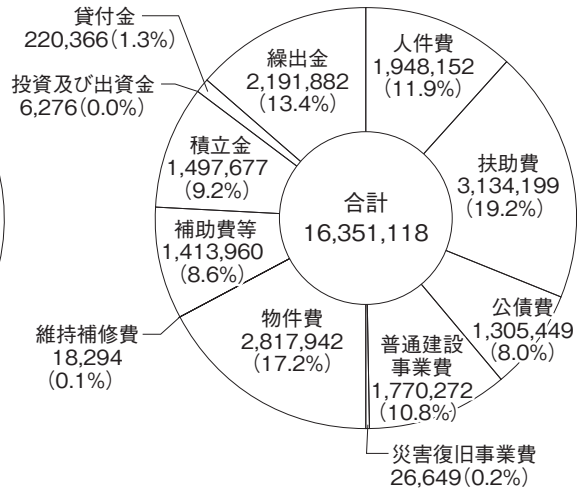 貸付金
220,366(1.3%)
投資及び出資金
6,276(0.0%)
繰出金
2,191,882
(13.4%)
人件費
1,948,152
(11.9%)
積立金
1,497,677
(9.2%)
扶助費
3,134,199
(19.2%)
合計
16,351,118
補助費等
1,413,960
(8.6%)
公債費
1,305,449
(8.0%)
維持補修費
18,294
(0.1%)
物件費
2,817,942
(17.2%)
普通建設
事業費
1,770,272
(10.8%)
災害復旧事業費
26,649(0.2%)